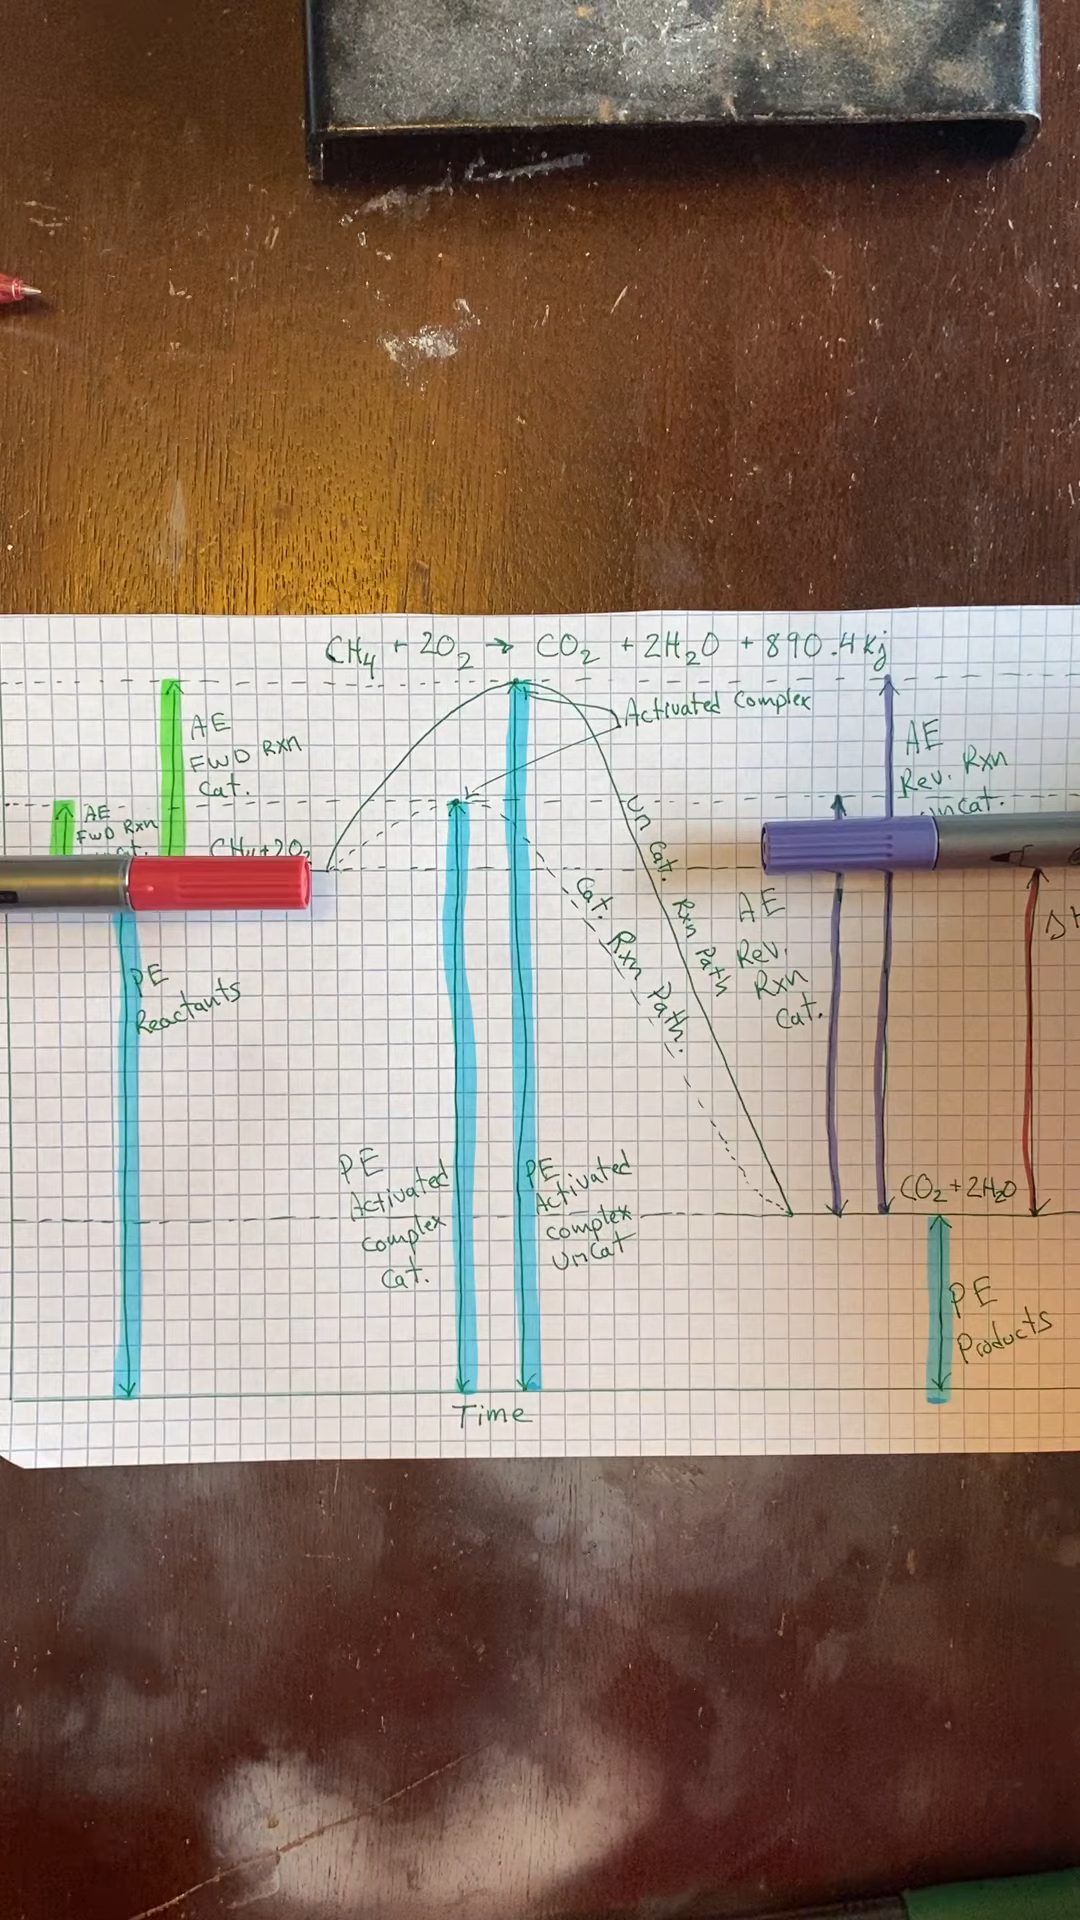 CH4 + 2O2 → CO2 + 2H2O + 890.4 kj
Activated Complex
AE
FWD Rxn
Cat.
AE
FWD Rxn
CH4+2O2
AE
Rev. Rxn
uncat.
Un Cat. Rxn Path
Cat. Rxn Path.
AE
Rev.
Rxn
Cat.
PE
Reactants
PE
Activated
complex
Cat.
PE
Activated
complex
UnCat
CO2+2H2O
PE
Products
Time